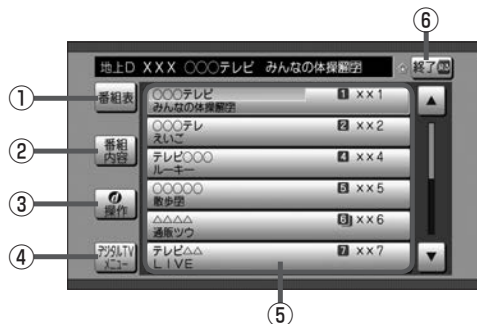 ⑥
地上D XXX ○○○テレビ みんなの体操解字
終了
①
番組表
○○○テレビ 1 ××1
みんなの体操解字
②
番組
内容
○○○テレ 2 ××2
えいご
テレビ○○○ 4 ××4
ルーキー
③
d
操作
○○○○○ 5 ××5
散歩字
△△△△ 6 ××6
通販ツウ
④
デジタルTV
メニュー
テレビ△△ 7 ××7
LIVE
⑤